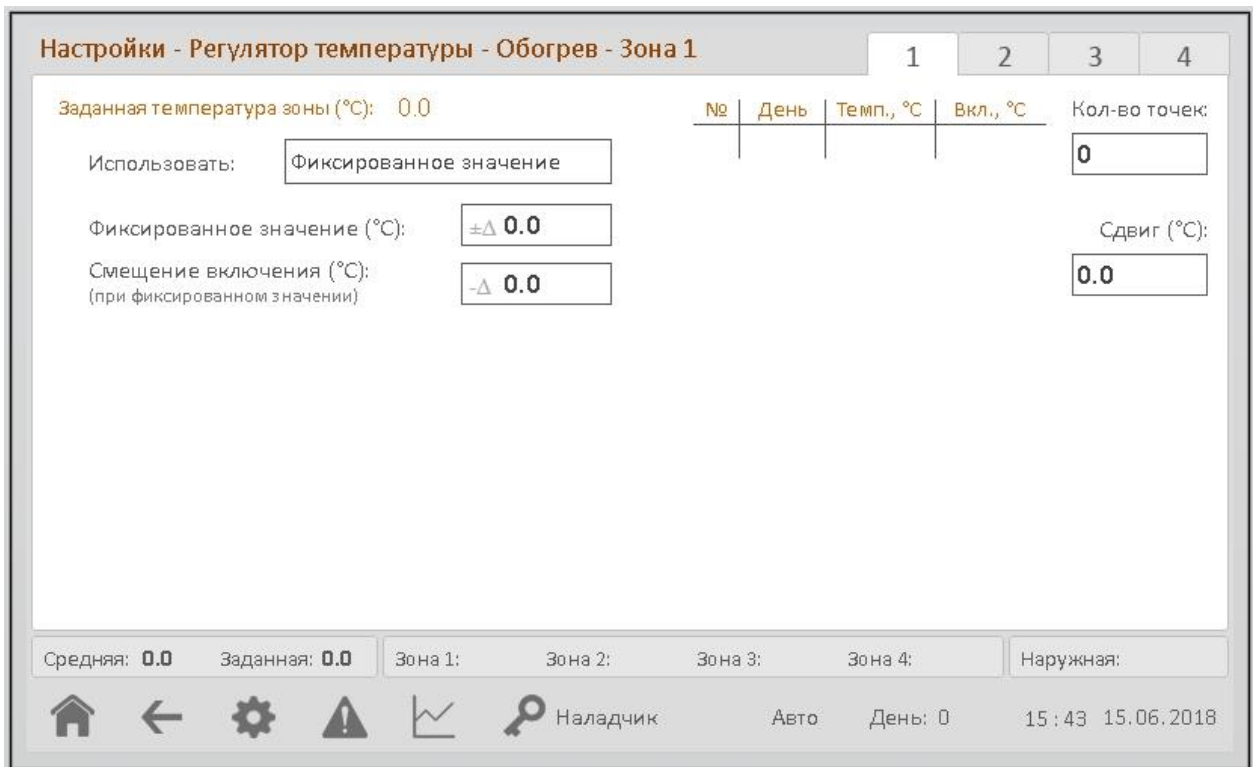 Настройки - Регулятор температуры - Обогрев - Зона 1
1 2 3 4
Заданная температура зоны (°C): 0.0
№ День Темп., °C Вкл., °C
Кол-во точек:
0
Использовать: Фиксированное значение
Фиксированное значение (°C): ±Δ 0.0
Сдвиг (°C):
0.0
Смещение включения (°C): -Δ 0.0
(при фиксированном значении)
Средняя: 0.0 Заданная: 0.0 Зона 1: Зона 2: Зона 3: Зона 4: Наружная:
Наладчик Авто День: 0 15:43 15.06.2018